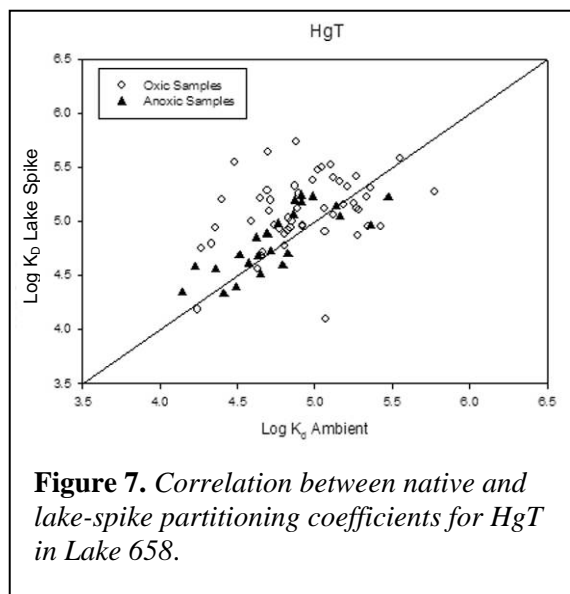 HgT
6.5
Oxic Samples
Anoxic Samples
6.0
5.5
5.0
4.5
4.0
3.5
Log K_D Lake Spike
3.5 4.0 4.5 5.0 5.5 6.0 6.5
Log K_d Ambient
Figure 7. Correlation between native and
lake-spike partitioning coefficients for HgT
in Lake 658.